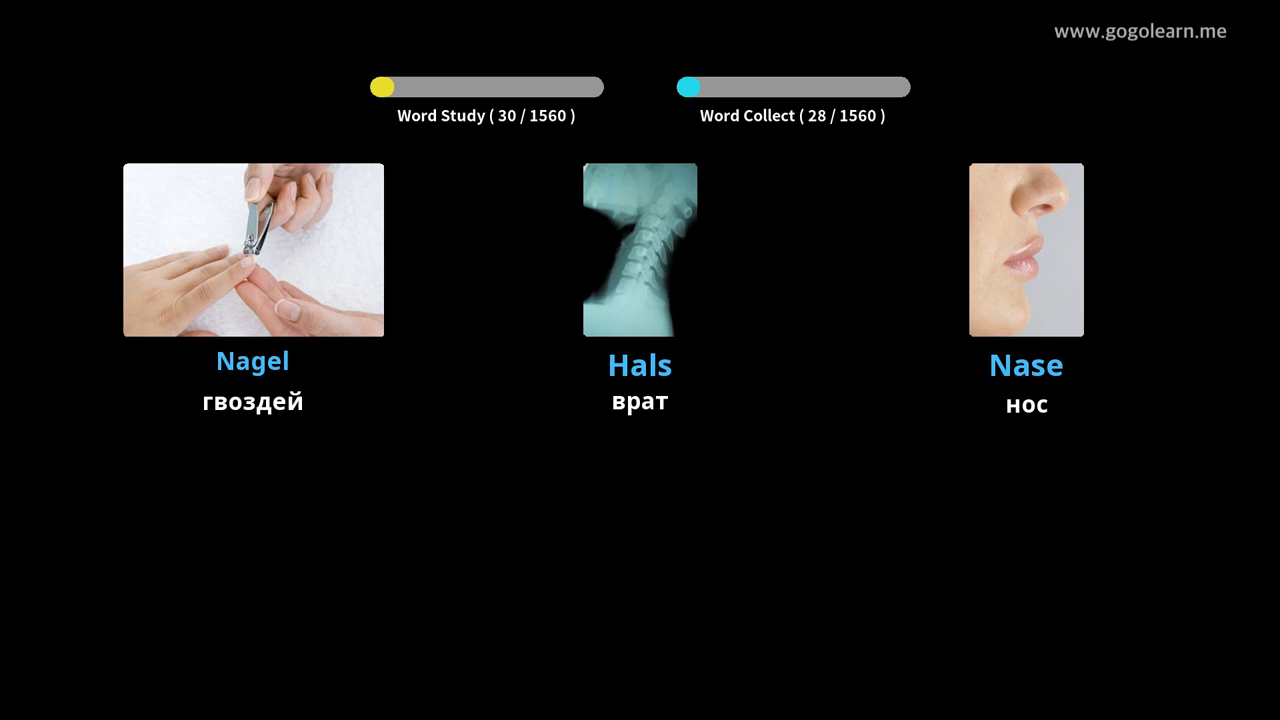 www.gogolearn.me
Word Study ( 30 / 1560 )
Word Collect ( 28 / 1560 )
Nagel
Hals
Nase
гвоздей
врат
нос